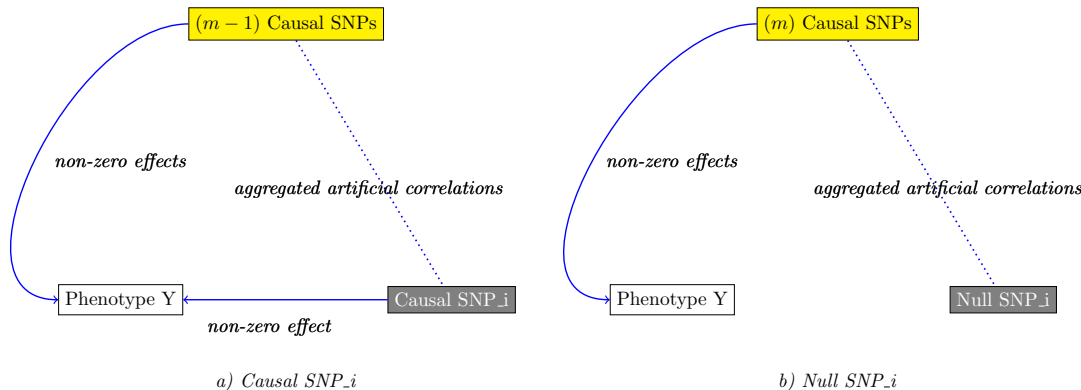 (m − 1) Causal SNPs
non-zero effects
aggregated artificial correlations
Phenotype Y
Causal SNP_i
non-zero effect
a) Causal SNP_i
(m) Causal SNPs
non-zero effects
aggregated artificial correlations
Phenotype Y
Null SNP_i
b) Null SNP_i